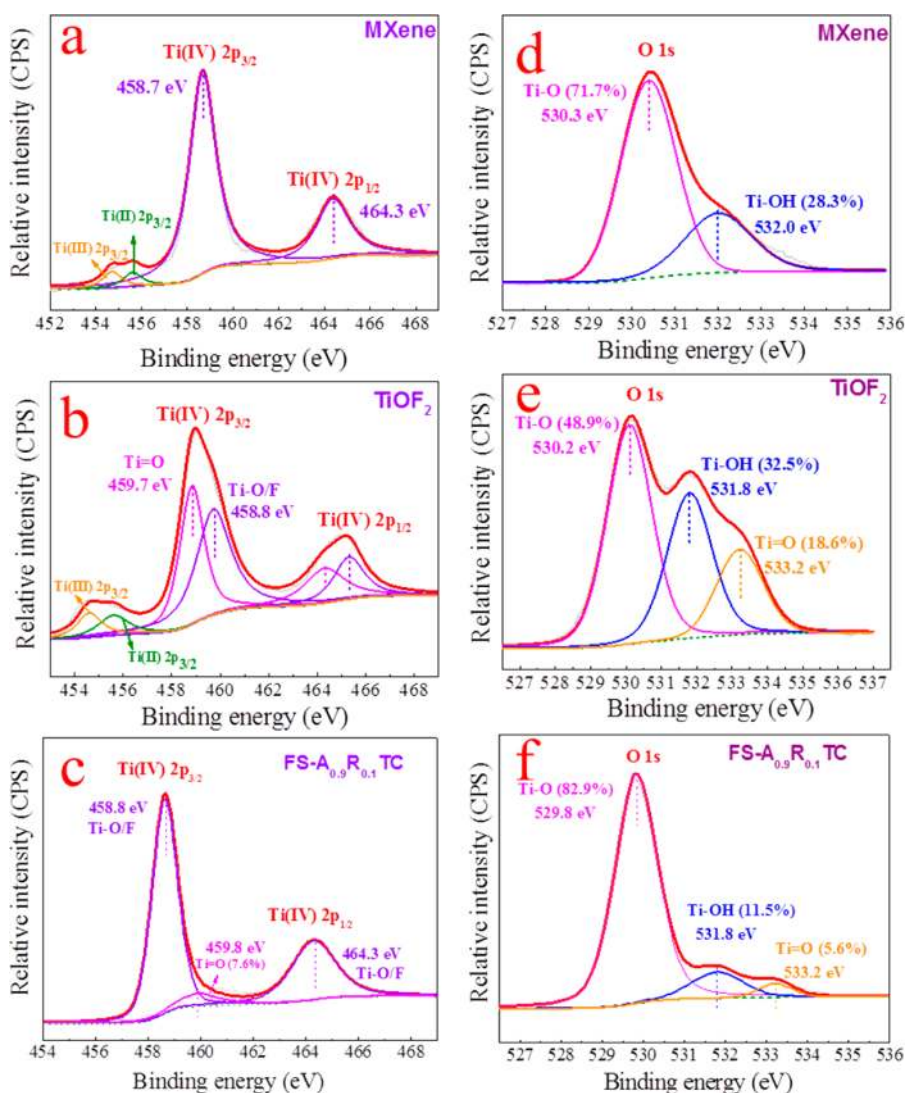 a
MXene
Ti(IV) 2p3/2
458.7 eV
Ti(IV) 2p1/2
464.3 eV
Ti(II) 2p3/2
Ti(III) 2p3/2
452 454 456 458 460 462 464 466 468
Binding energy (eV)
Relative intensity (CPS)
d
MXene
O 1s
Ti-O (71.7%)
530.3 eV
Ti-OH (28.3%)
532.0 eV
527 528 529 530 531 532 533 534 535 536
Binding energy (eV)
Relative intensity (CPS)
b
TiOF2
Ti(IV) 2p3/2
Ti=O
459.7 eV
Ti-O/F
458.8 eV
Ti(IV) 2p1/2
Ti(III) 2p3/2
Ti(II) 2p3/2
454 456 458 460 462 464 466 468
Binding energy (eV)
Relative intensity (CPS)
e
TiOF2
O 1s
Ti-O (48.9%)
530.2 eV
Ti-OH (32.5%)
531.8 eV
Ti=O (18.6%)
533.2 eV
527 528 529 530 531 532 533 534 535 536 537
Binding energy (eV)
Relative intensity (CPS)
c
FS-A0.9R0.1TC
Ti(IV) 2p3/2
458.8 eV
Ti-O/F
Ti(IV) 2p1/2
459.8 eV
Ti=O (7.6%)
464.3 eV
Ti-O/F
454 456 458 460 462 464 466 468
Binding energy (eV)
Relative intensity (CPS)
f
FS-A0.9R0.1TC
O 1s
Ti-O (82.9%)
529.8 eV
Ti-OH (11.5%)
531.8 eV
Ti=O (5.6%)
533.2 eV
527 528 529 530 531 532 533 534 535 536
Binding energy (eV)
Relative intensity (CPS)